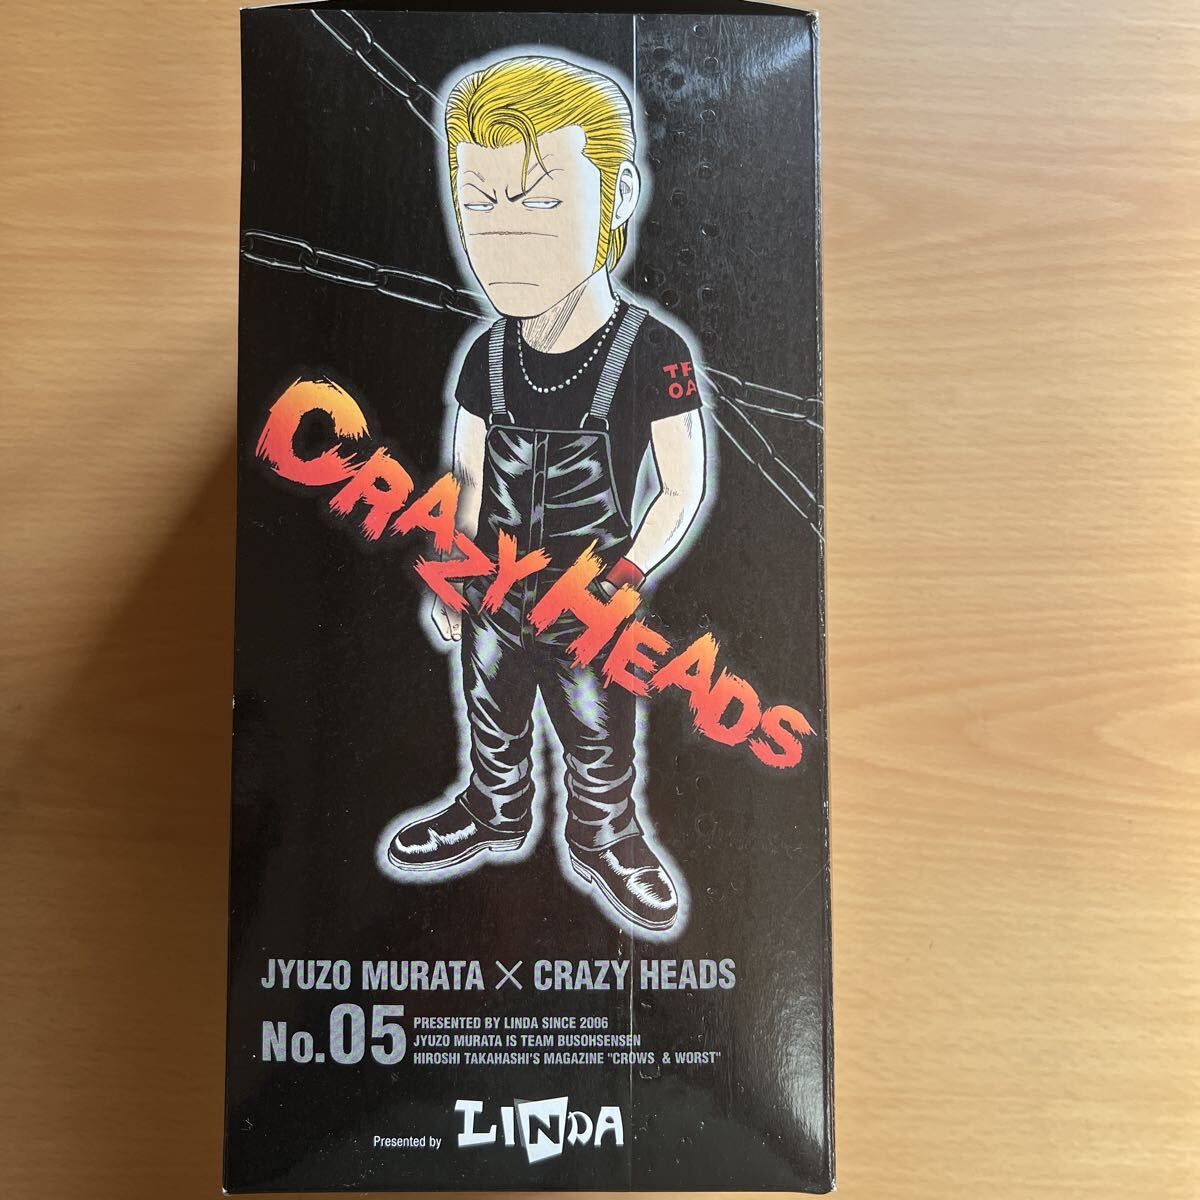 TF
OA
CRAZY HEADS
JYUZO MURATA × CRAZY HEADS
No.05
PRESENTED BY LINDA SINCE 2006
JYUZO MURATA IS TEAM BUSOHSENSEN
HIROSHI TAKAHASHI'S MAGAZINE "CROWS & WORST"
Presented by LINDA